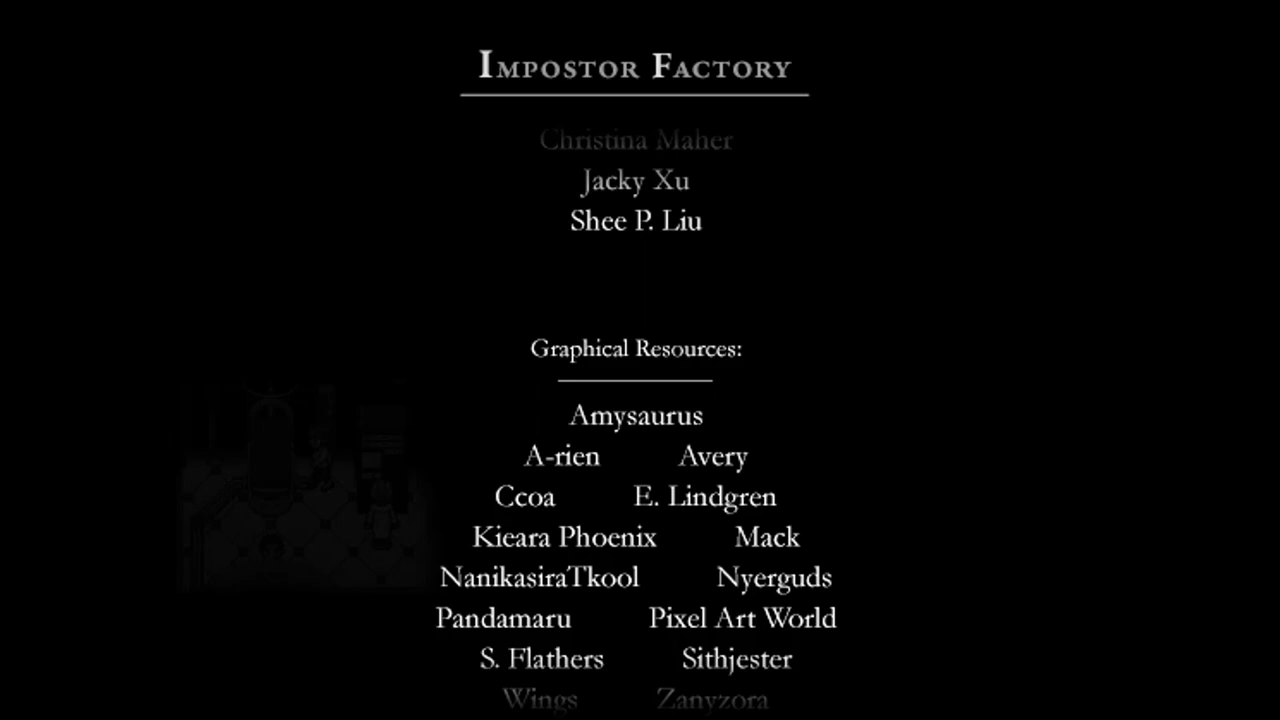 Impostor Factory
Christina Maher
Jacky Xu
Shee P. Liu
Graphical Resources:
Amysaurus
A-rien Avery
Ccoa E. Lindgren
Kieara Phoenix Mack
NanikasiraTkool Nyerguds
Pandamaru Pixel Art World
S. Flathers Sithjester
Wings Zanyzora